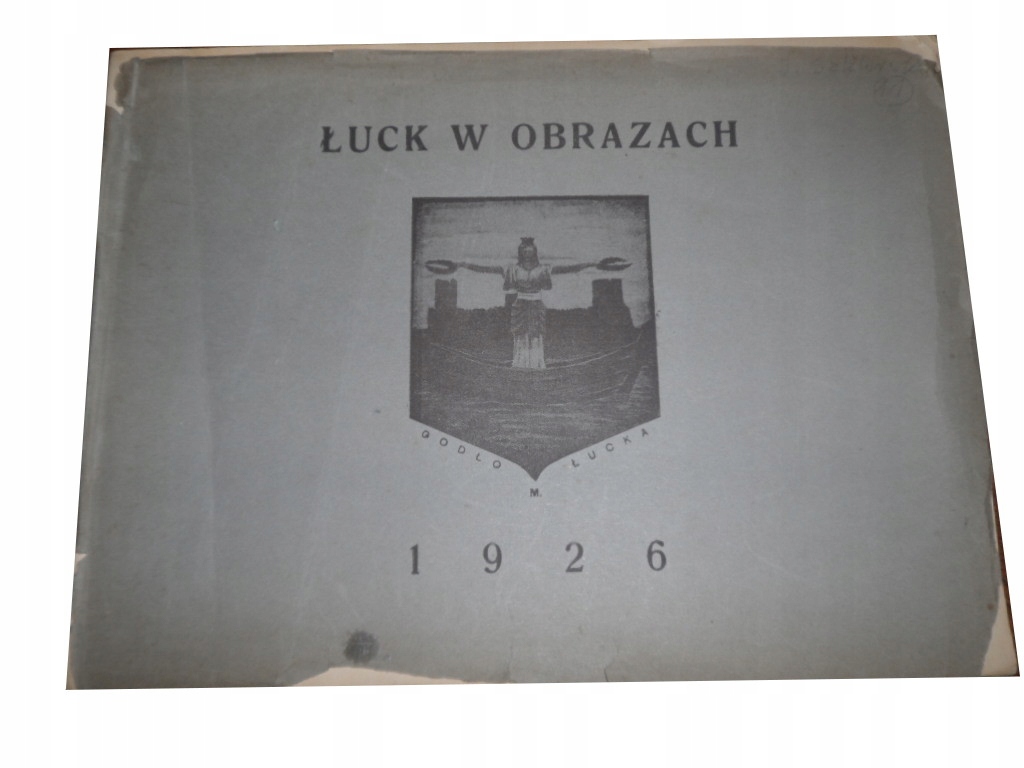 ŁUCK W OBRAZACH
GODŁO M. ŁUCKA
1926